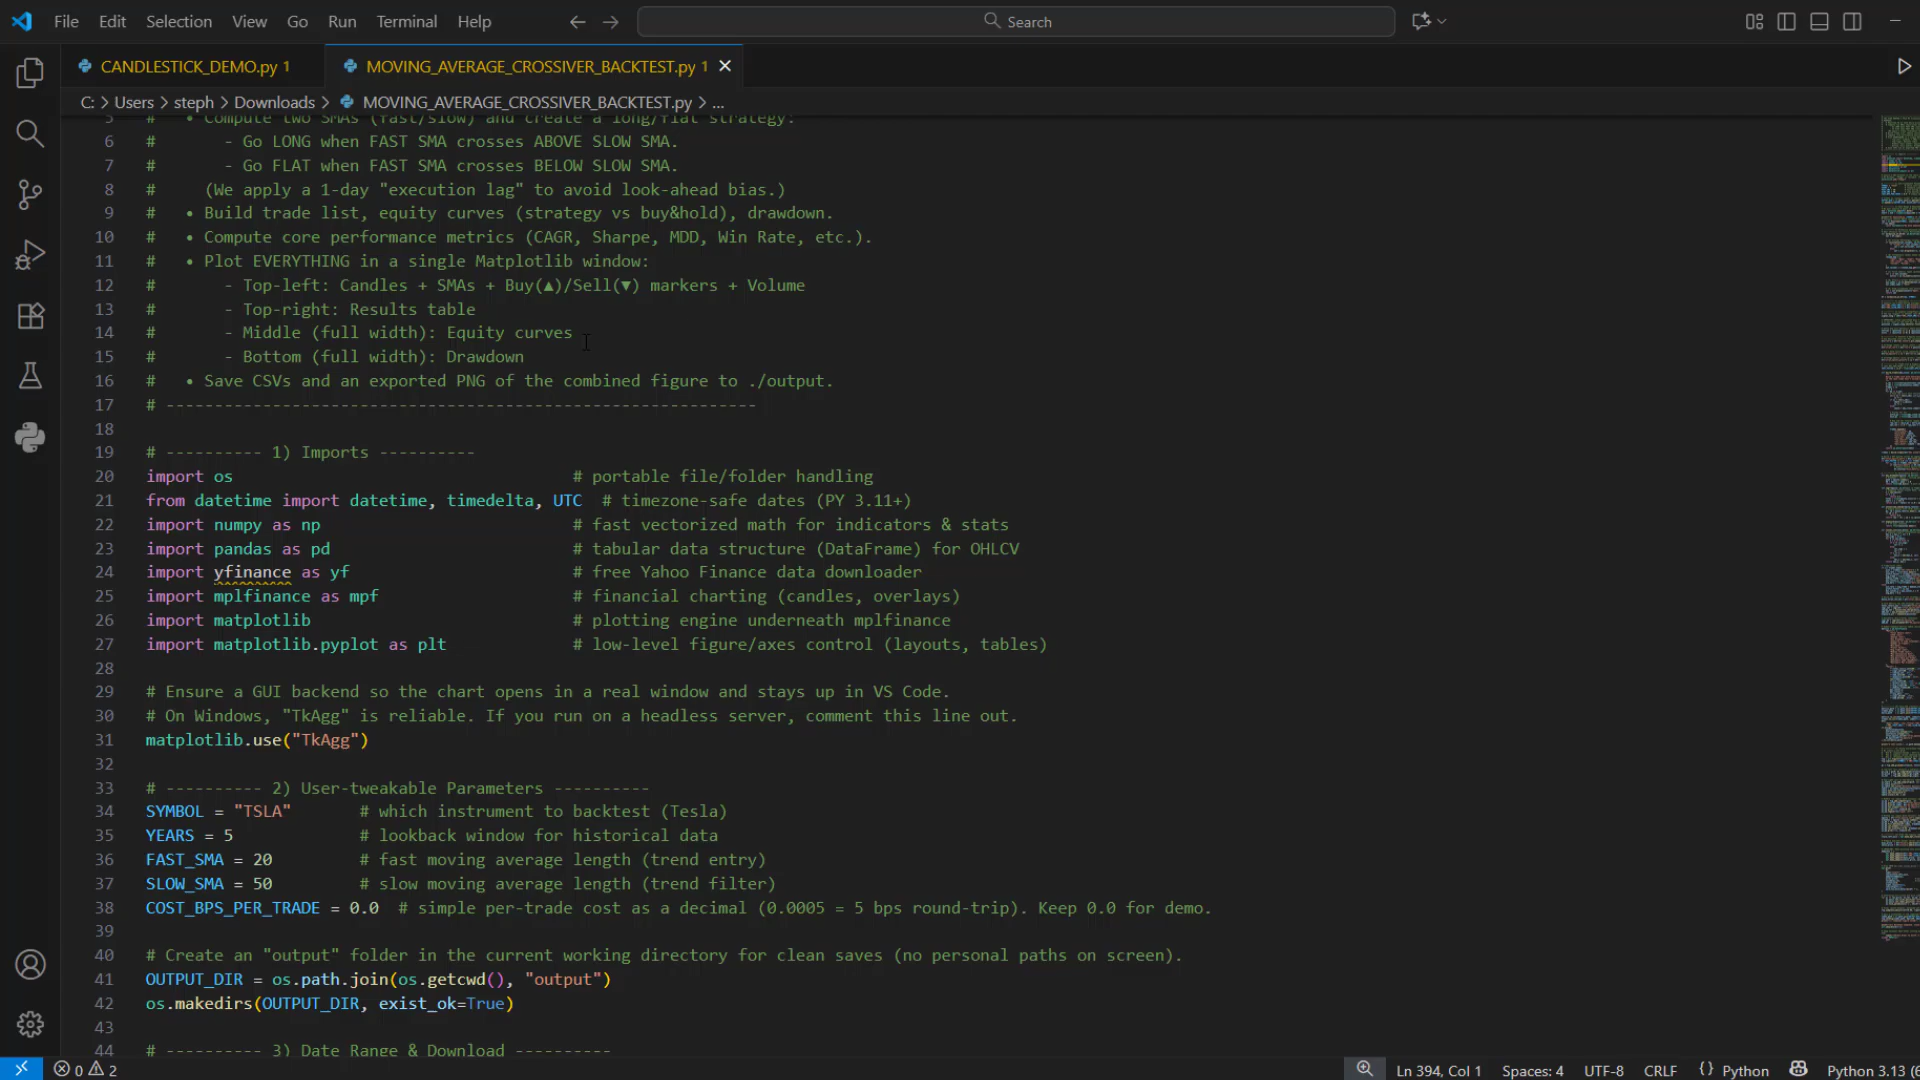 File Edit Selection View Go Run Terminal Help
Search
CANDLESTICK_DEMO.py 1
MOVING_AVERAGE_CROSSIVER_BACKTEST.py 1
C: > Users > steph > Downloads > MOVING_AVERAGE_CROSSIVER_BACKTEST.py > ...
5 # • Compute two SMAs (fast/slow) and create a long/flat strategy:
6 # - Go LONG when FAST SMA crosses ABOVE SLOW SMA.
7 # - Go FLAT when FAST SMA crosses BELOW SLOW SMA.
8 # (We apply a 1-day "execution lag" to avoid look-ahead bias.)
9 # • Build trade list, equity curves (strategy vs buy&hold), drawdown.
10 # • Compute core performance metrics (CAGR, Sharpe, MDD, Win Rate, etc.).
11 # • Plot EVERYTHING in a single Matplotlib window:
12 # - Top-left: Candles + SMAs + Buy(▲)/Sell(▼) markers + Volume
13 # - Top-right: Results table
14 # - Middle (full width): Equity curves
15 # - Bottom (full width): Drawdown
16 # • Save CSVs and an exported PNG of the combined figure to ./output.
17 # -------------------------------------------------------------
18
19 # ---------- 1) Imports ----------
20 import os # portable file/folder handling
21 from datetime import datetime, timedelta, UTC # timezone-safe dates (PY 3.11+)
22 import numpy as np # fast vectorized math for indicators & stats
23 import pandas as pd # tabular data structure (DataFrame) for OHLCV
24 import yfinance as yf # free Yahoo Finance data downloader
25 import mplfinance as mpf # financial charting (candles, overlays)
26 import matplotlib # plotting engine underneath mplfinance
27 import matplotlib.pyplot as plt # low-level figure/axes control (layouts, tables)
28
29 # Ensure a GUI backend so the chart opens in a real window and stays up in VS Code.
30 # On Windows, "TkAgg" is reliable. If you run on a headless server, comment this line out.
31 matplotlib.use("TkAgg")
32
33 # ---------- 2) User-tweakable Parameters ----------
34 SYMBOL = "TSLA" # which instrument to backtest (Tesla)
35 YEARS = 5 # lookback window for historical data
36 FAST_SMA = 20 # fast moving average length (trend entry)
37 SLOW_SMA = 50 # slow moving average length (trend filter)
38 COST_BPS_PER_TRADE = 0.0 # simple per-trade cost as a decimal (0.0005 = 5 bps round-trip). Keep 0.0 for demo.
39
40 # Create an "output" folder in the current working directory for clean saves (no personal paths on screen).
41 OUTPUT_DIR = os.path.join(os.getcwd(), "output")
42 os.makedirs(OUTPUT_DIR, exist_ok=True)
43
44 # ---------- 3) Date Range & Download ----------
0 2 Ln 394, Col 1 Spaces: 4 UTF-8 CRLF { } Python Python 3.13 (6